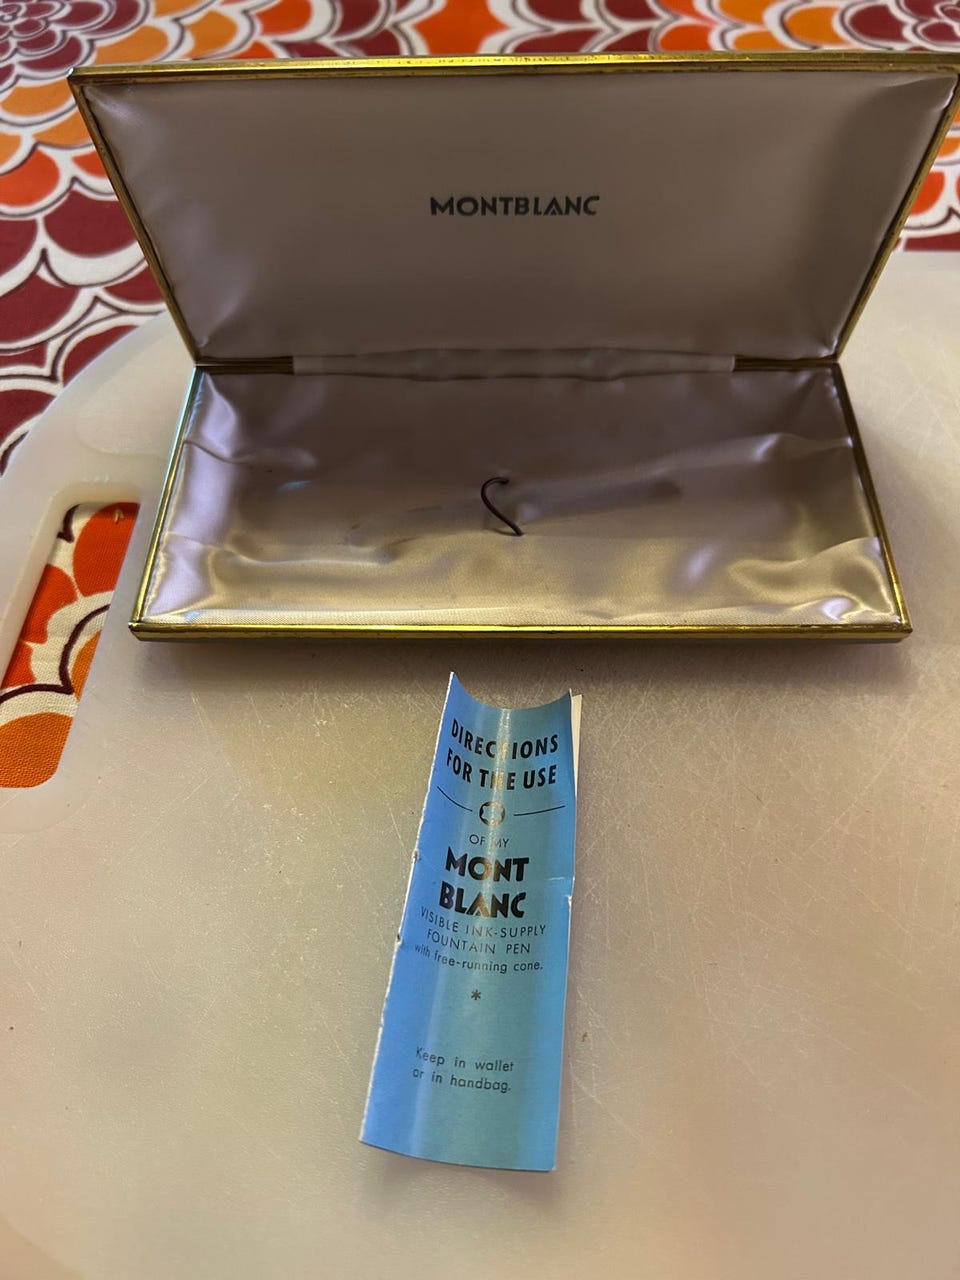 MONTBLANC
DIRECTIONS
FOR THE USE
OF MY
MONT
BLANC
VISIBLE INK-SUPPLY
FOUNTAIN PEN
with free-running cone.
*
Keep in wallet
or in handbag.